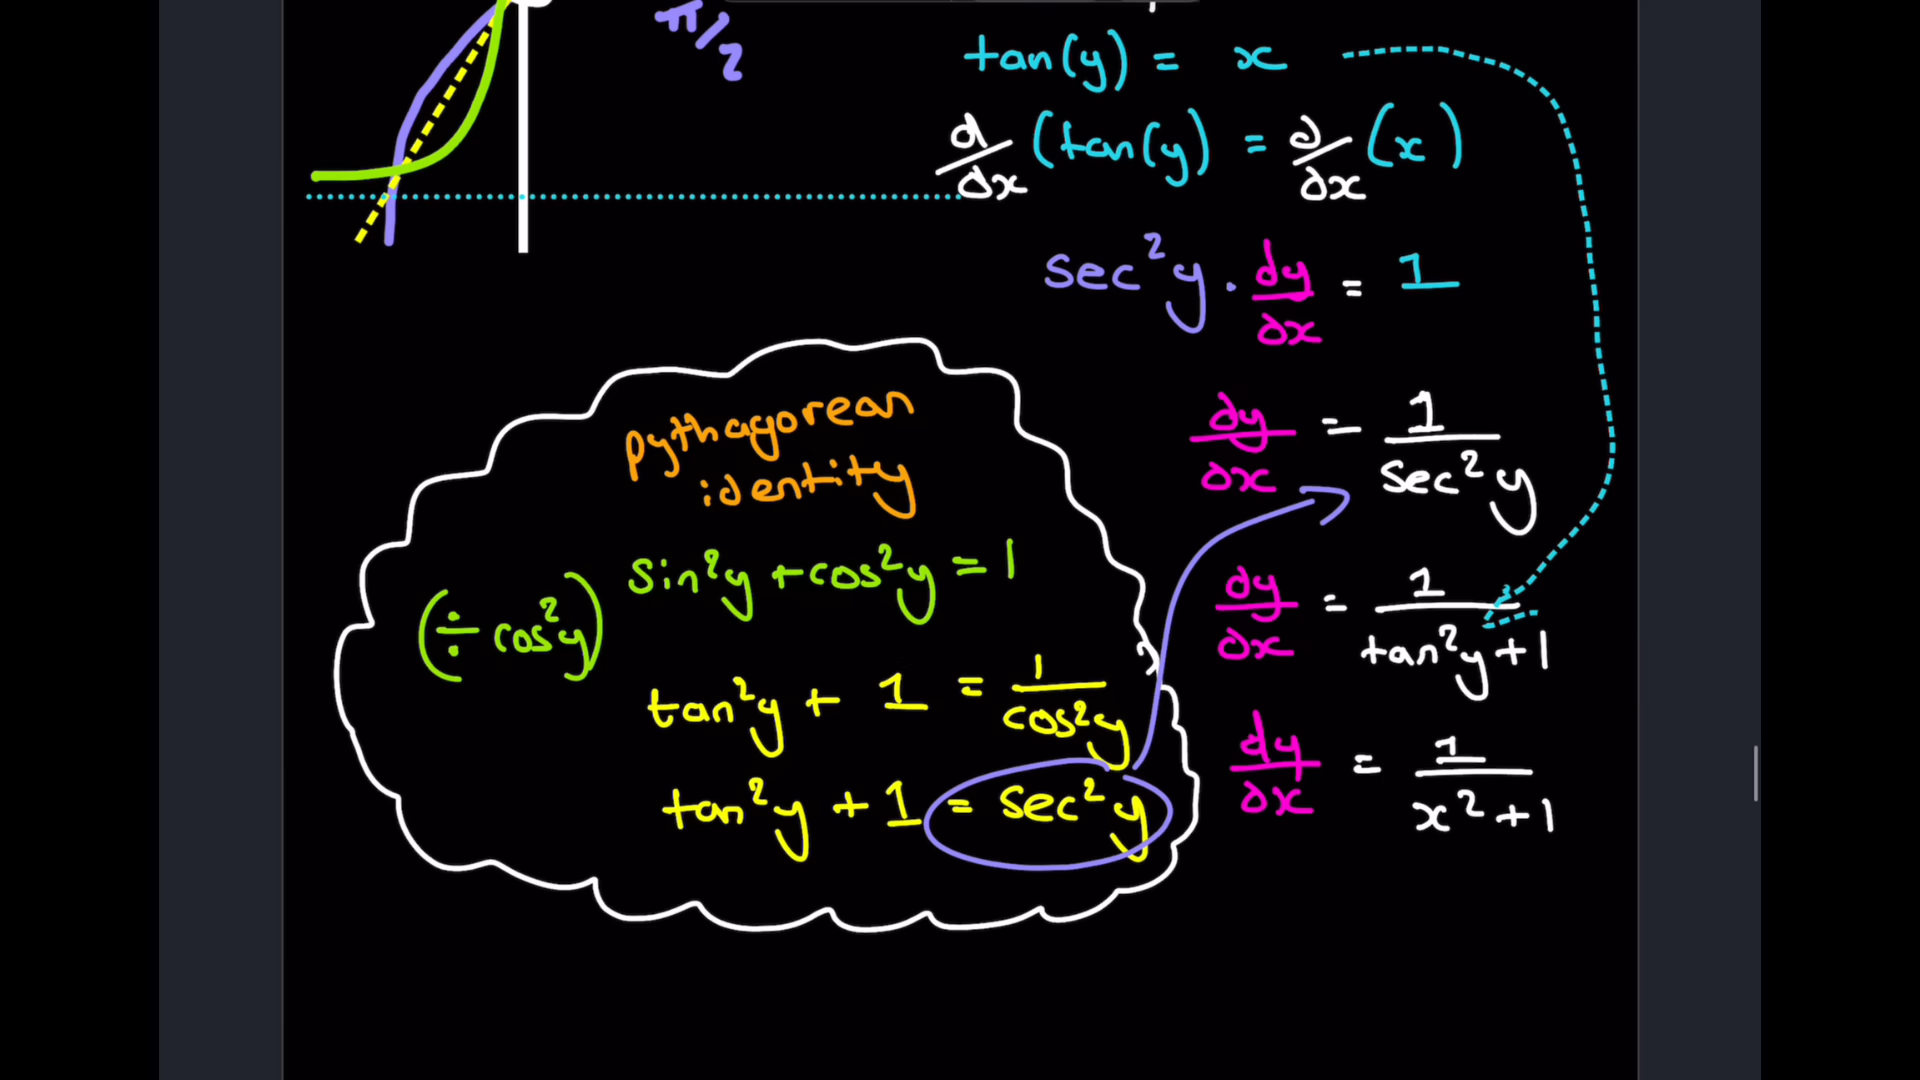 π/2
tan(y) = x
d/dx (tan(y) = d/dx (x)
sec²y · dy/dx = 1
dy/dx = 1/sec²y
dy/dx = 1/tan²y+1
dy/dx = 1/x²+1
pythagorean
identity
sin²y + cos²y = 1
(÷ cos²y)
tan²y + 1 = 1/cos²y
tan²y + 1 = sec²y